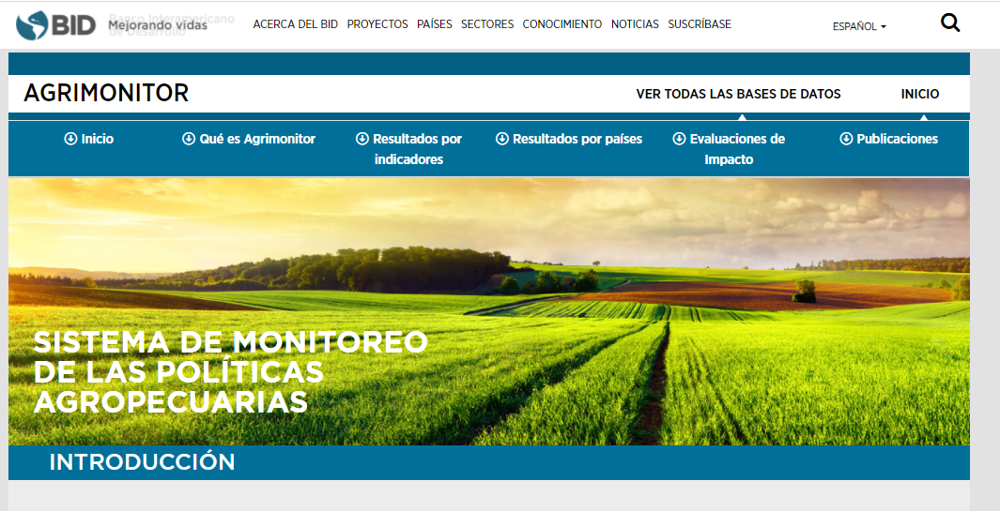 BID
Banco Interamericano
de Desarrollo
Mejorando vidas
ACERCA DEL BID PROYECTOS PAÍSES SECTORES CONOCIMIENTO NOTICIAS SUSCRÍBASE
ESPAÑOL
AGRIMONITOR
VER TODAS LAS BASES DE DATOS INICIO
Inicio
Qué es Agrimonitor
Resultados por
indicadores
Resultados por países
Evaluaciones de
Impacto
Publicaciones
SISTEMA DE MONITOREO
DE LAS POLÍTICAS
AGROPECUARIAS
INTRODUCCIÓN